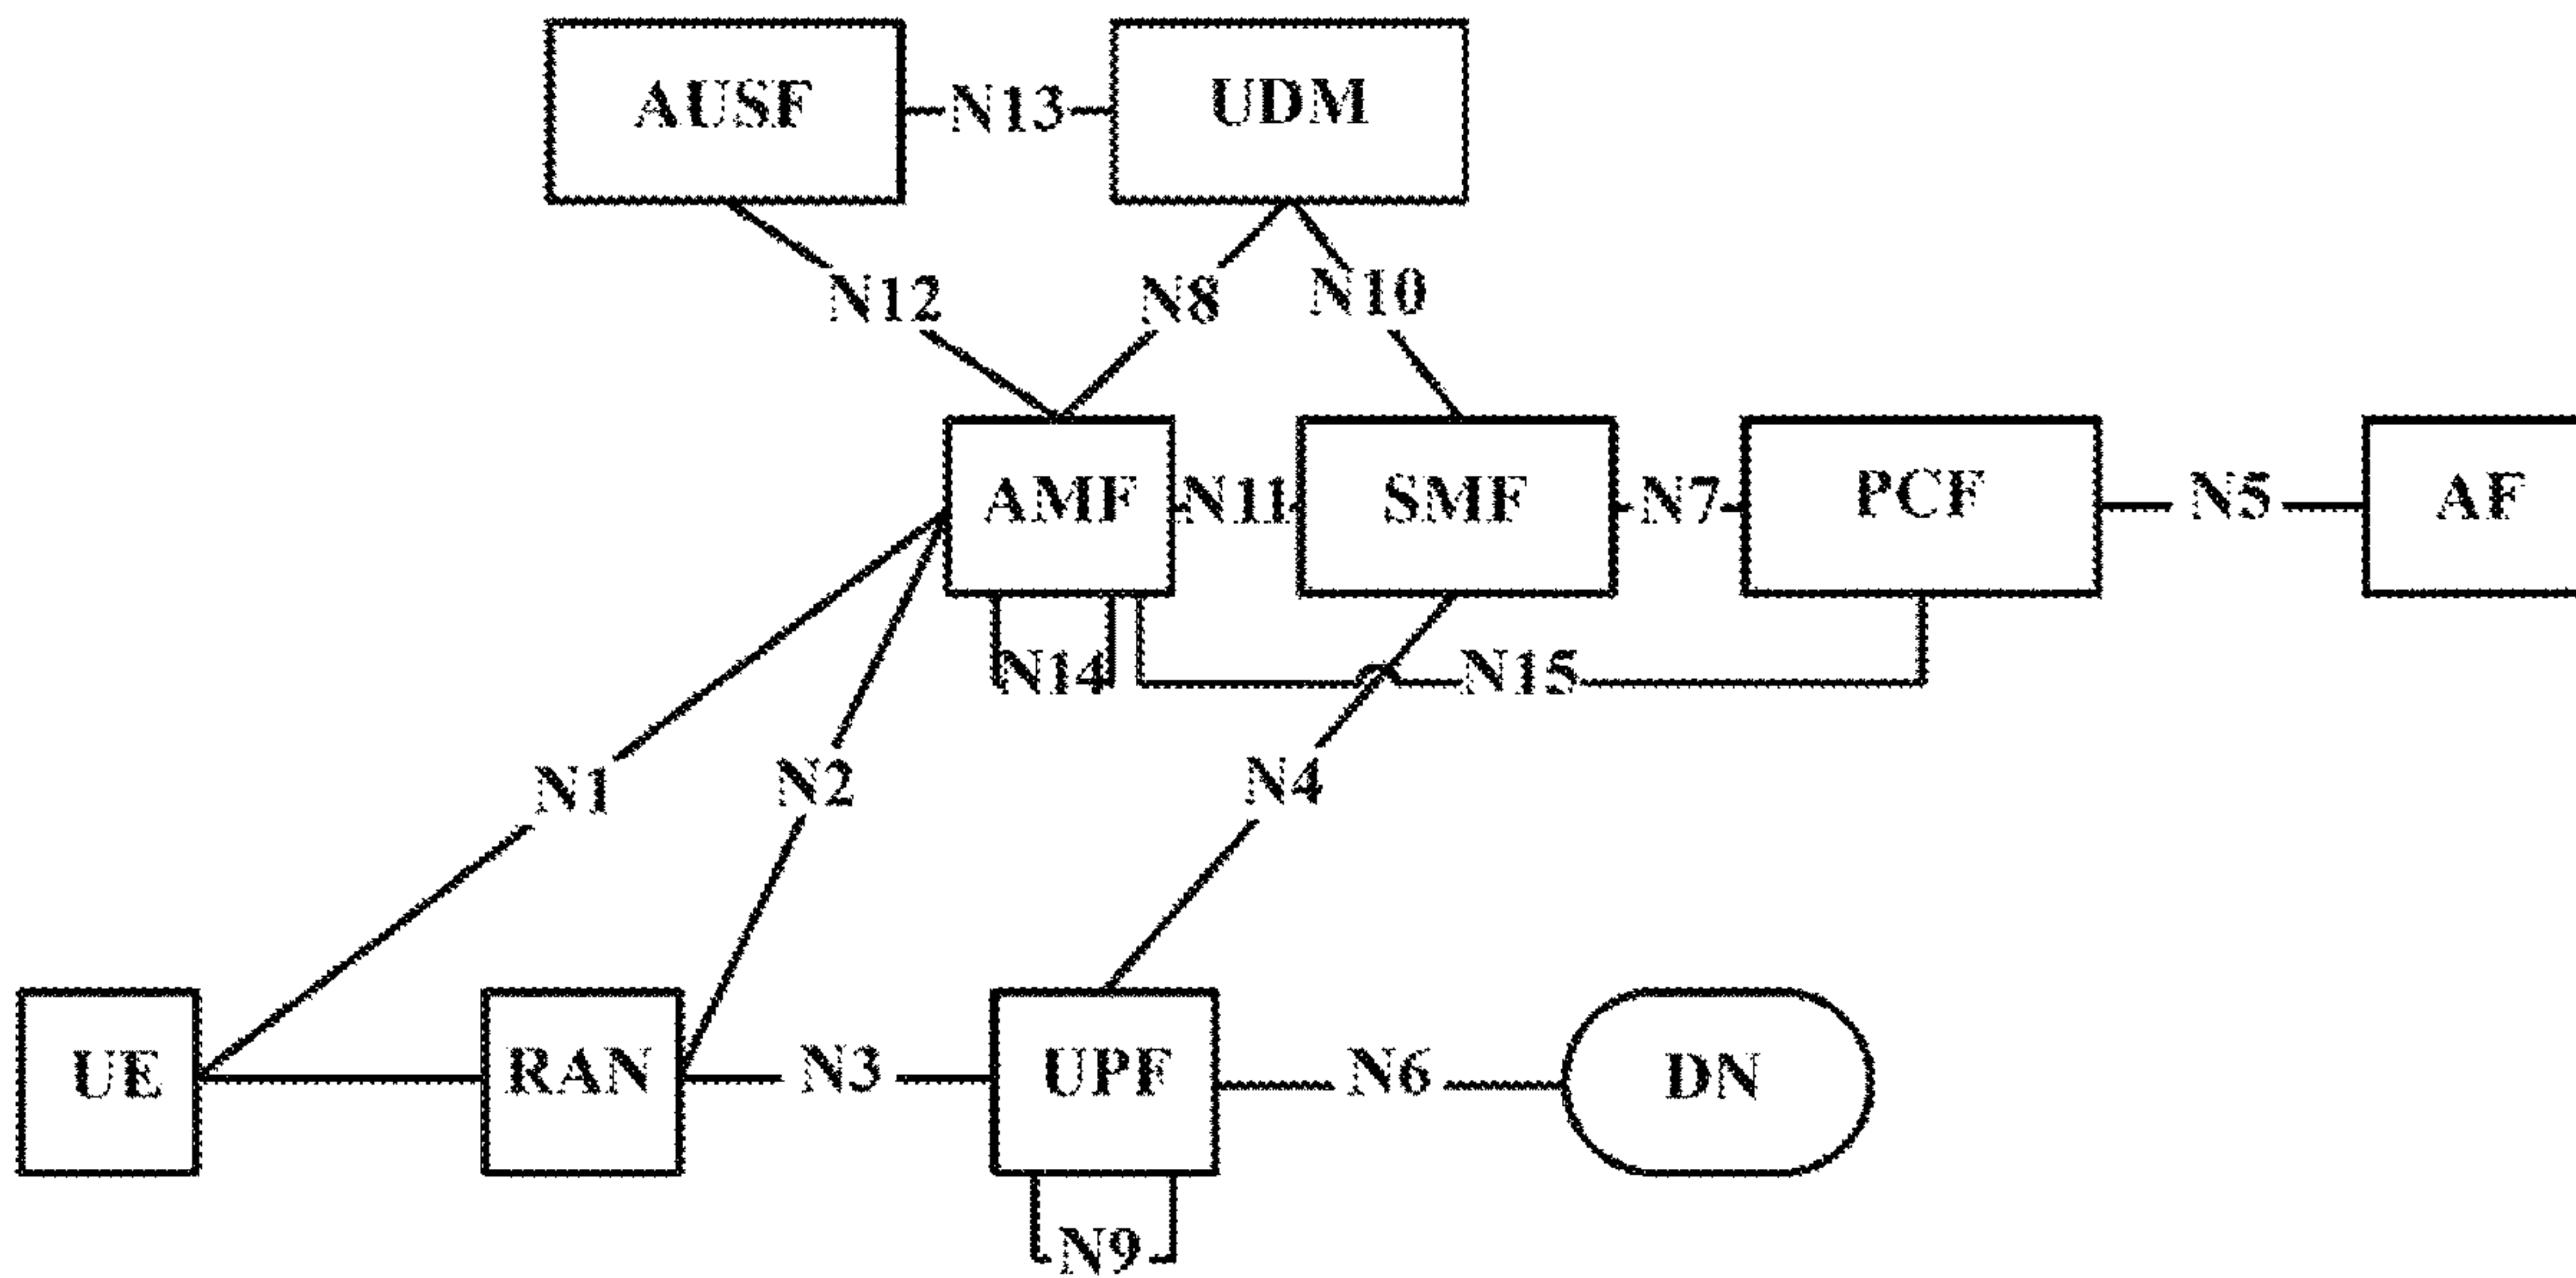 AUSF N13 UDM
N12 N8 N10
AMF N11 SMF N7 PCF N5 AF
N14 N15
N1 N2 N4
UE RAN N3 UPF N6 DN
N9